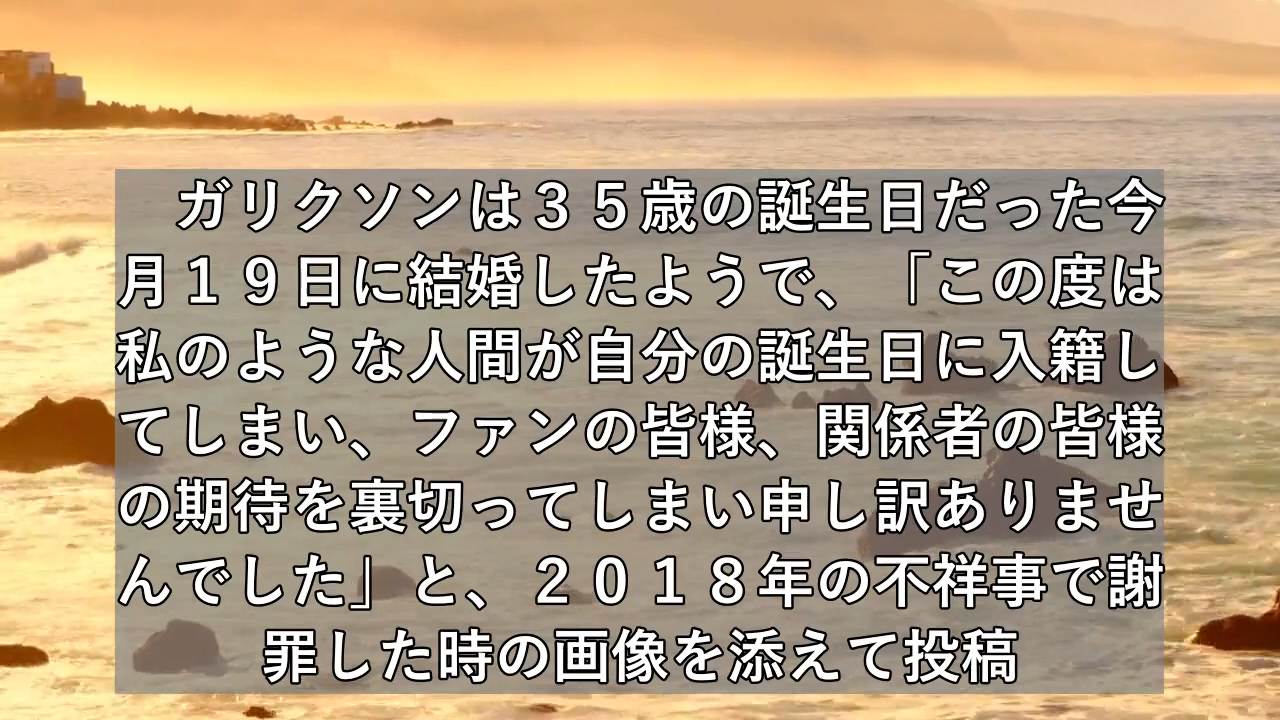 ガリクソンは３５歳の誕生日だった今
月１９日に結婚したようで、「この度は
私のような人間が自分の誕生日に入籍し
てしまい、ファンの皆様、関係者の皆様
の期待を裏切ってしまい申し訳ありませ
んでした」と、２０１８年の不祥事で謝
罪した時の画像を添えて投稿